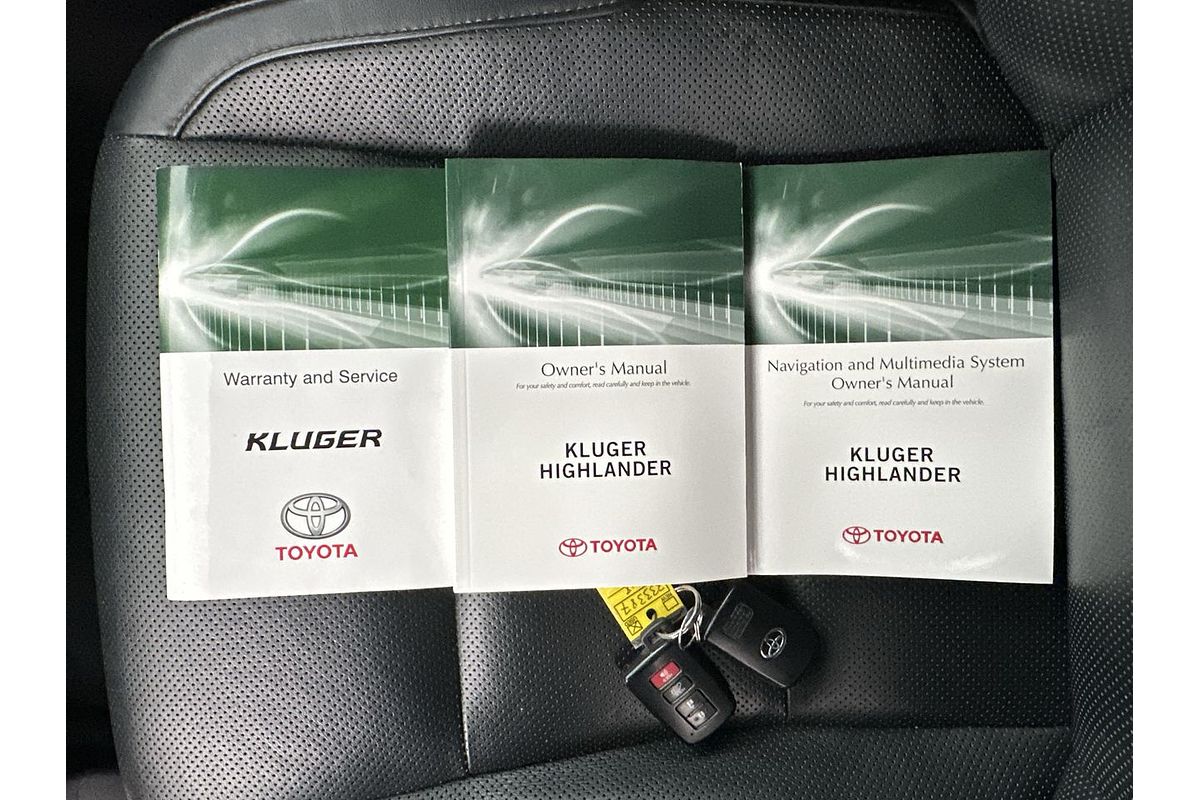 Warranty and Service
KLUGER
TOYOTA
Owner's Manual
For your safety and comfort, read carefully and keep in the vehicle.
KLUGER
HIGHLANDER
TOYOTA
Navigation and Multimedia System
Owner's Manual
For your safety and comfort, read carefully and keep in the vehicle.
KLUGER
HIGHLANDER
TOYOTA